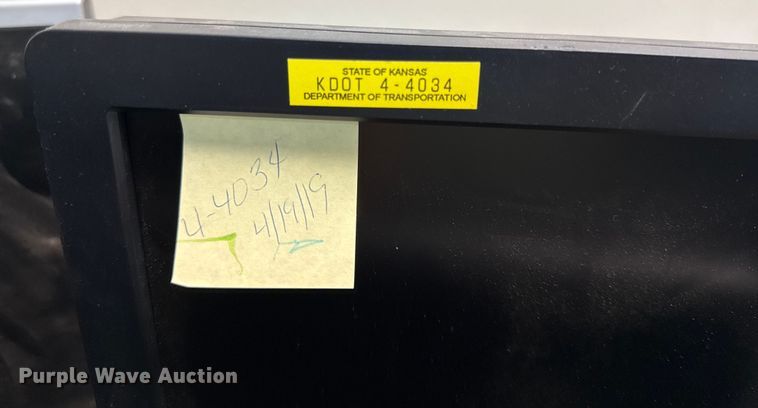 STATE OF KANSAS
KDOT 4-4034
DEPARTMENT OF TRANSPORTATION
4-4034
4/19/19
Purple Wave Auction